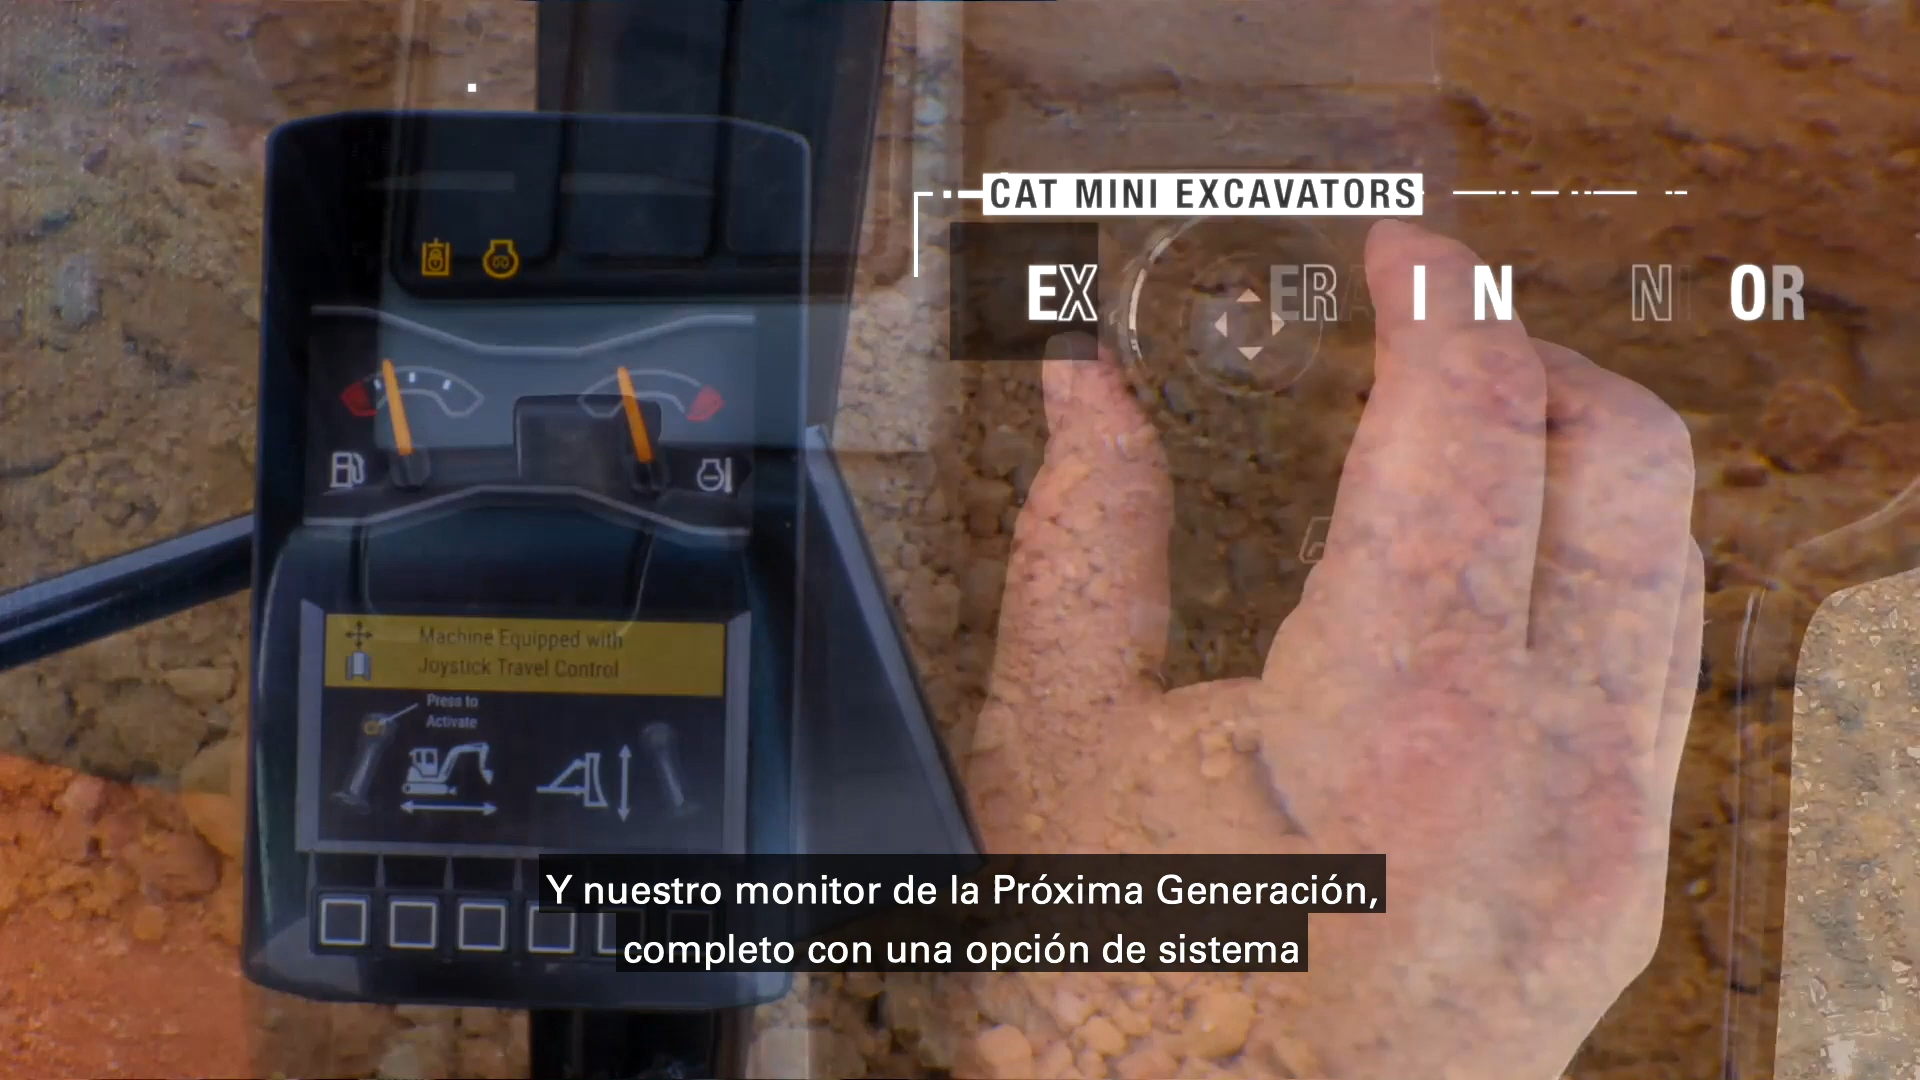 CAT MINI EXCAVATORS
Machine Equipped with
Joystick Travel Control
Press to
Activate
Y nuestro monitor de la Próxima Generación,
completo con una opción de sistema